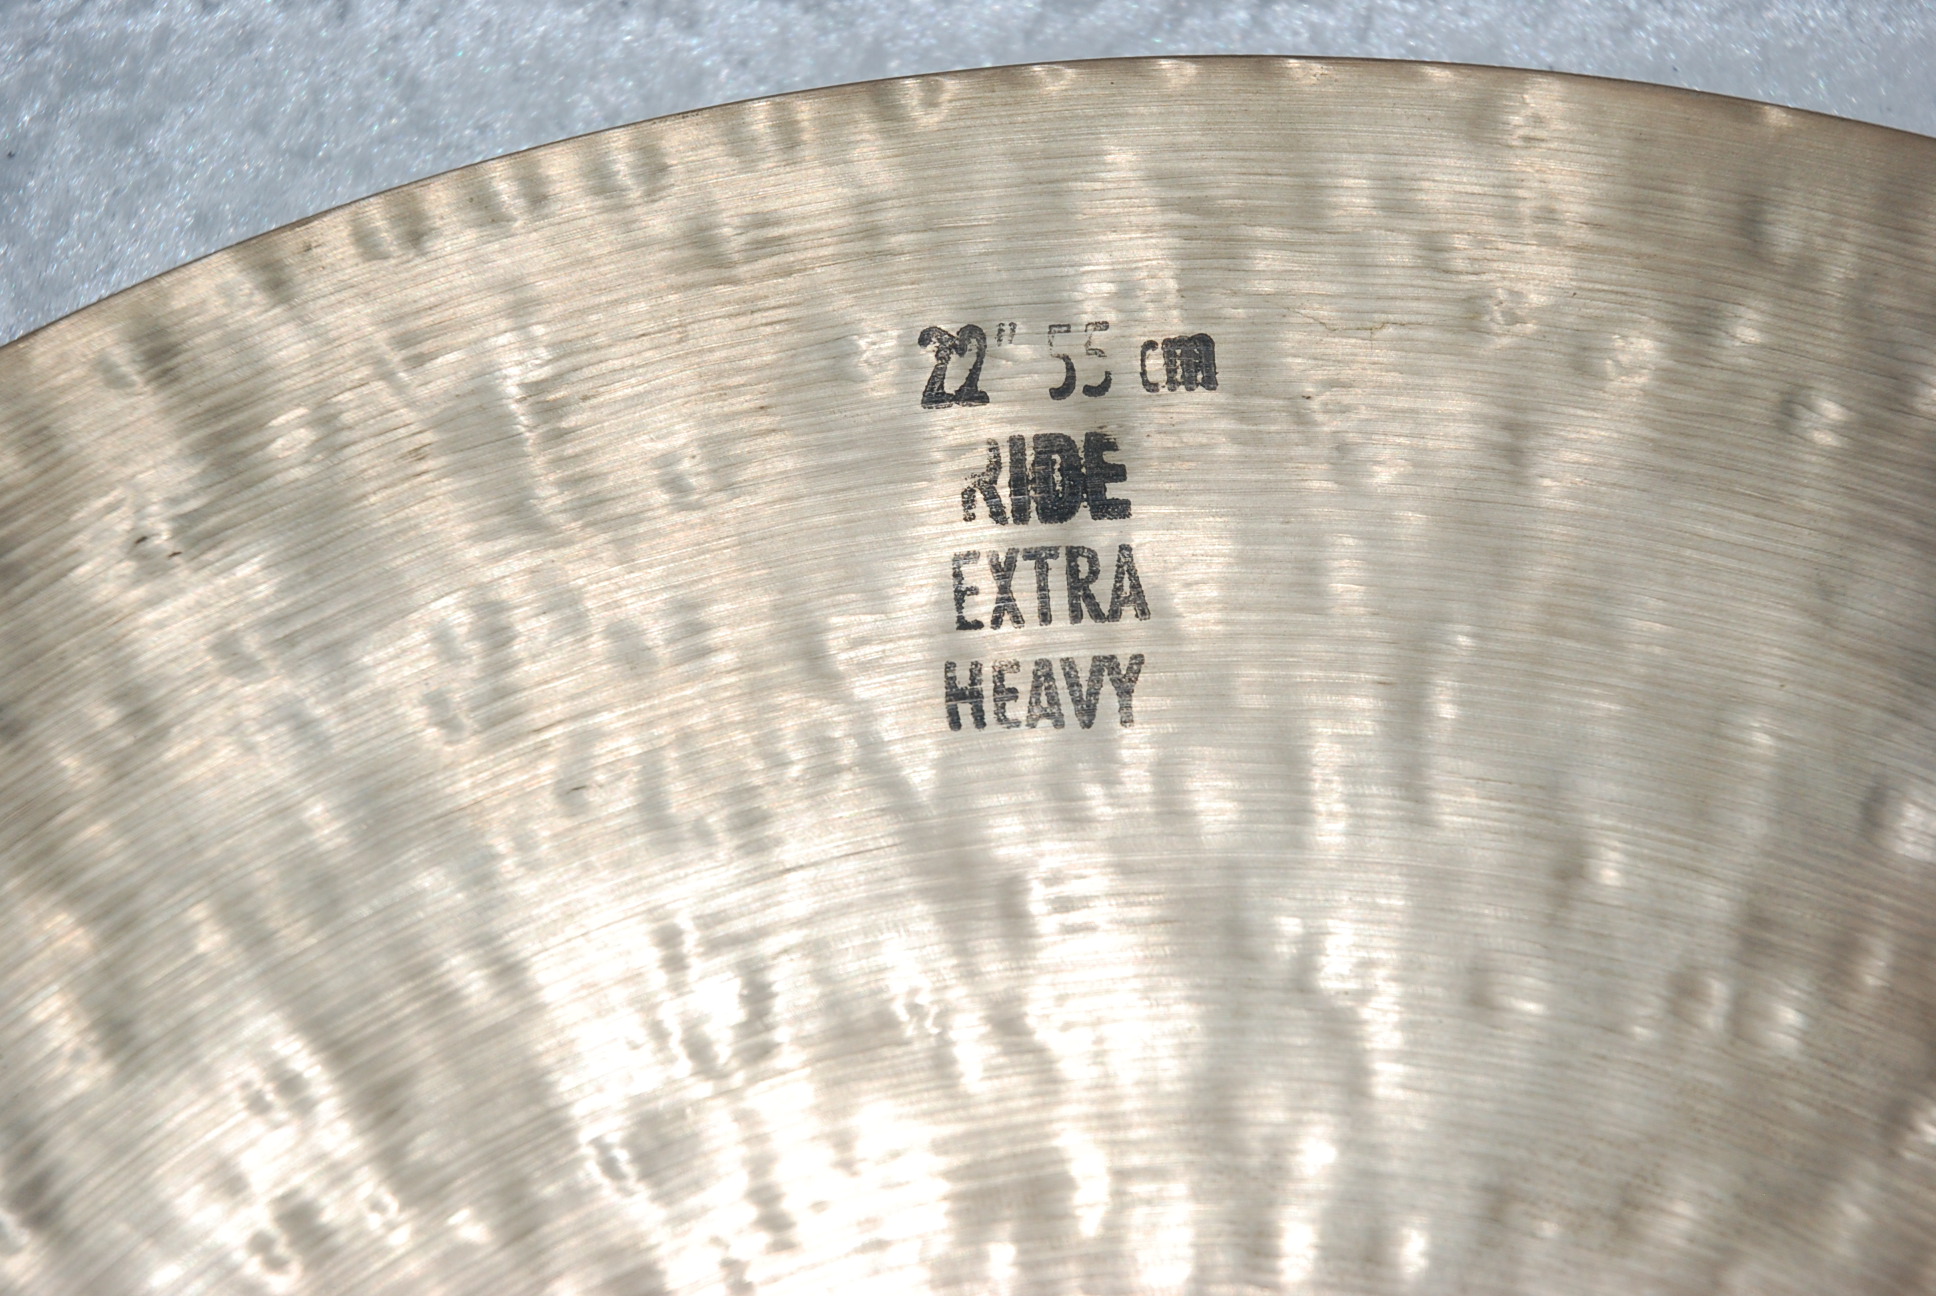 22" 55 cm
RIDE
EXTRA
HEAVY